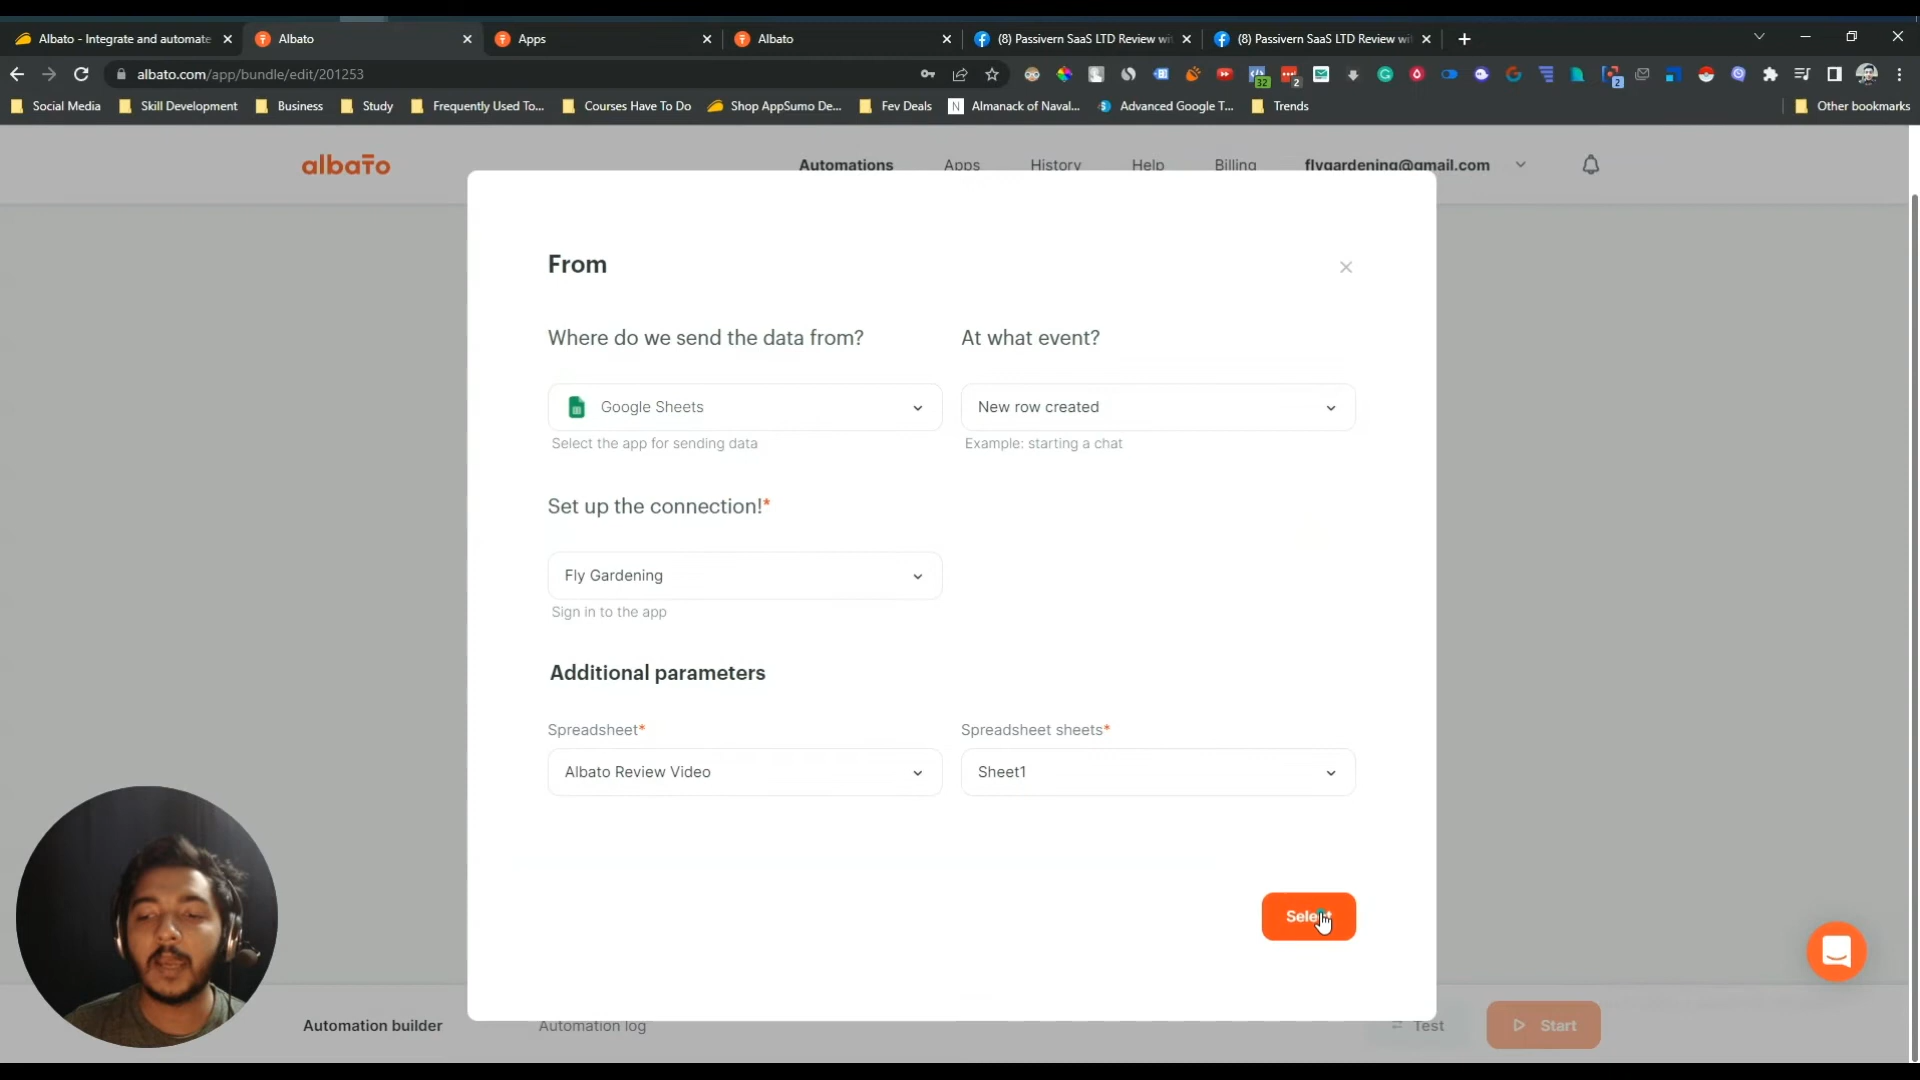 Albato - Integrate and automate
Albato
Apps
Albato
(8) Passivern SaaS LTD Review wi
(8) Passivern SaaS LTD Review wi
albato.com/app/bundle/edit/201253
32
2
2
Social Media
Skill Development
Business
Study
Frequently Used To...
Courses Have To Do
Shop AppSumo De...
Fev Deals
Almanack of Naval...
Advanced Google T...
Trends
Other bookmarks
albato
Automations
Apps
History
Help
Billing
flygardening@gmail.com
From
Where do we send the data from?
At what event?
Google Sheets
New row created
Select the app for sending data
Example: starting a chat
Set up the connection!*
Fly Gardening
Sign in to the app
Additional parameters
Spreadsheet*
Spreadsheet sheets*
Albato Review Video
Sheet1
Select
Automation builder
Automation log
Test
Start